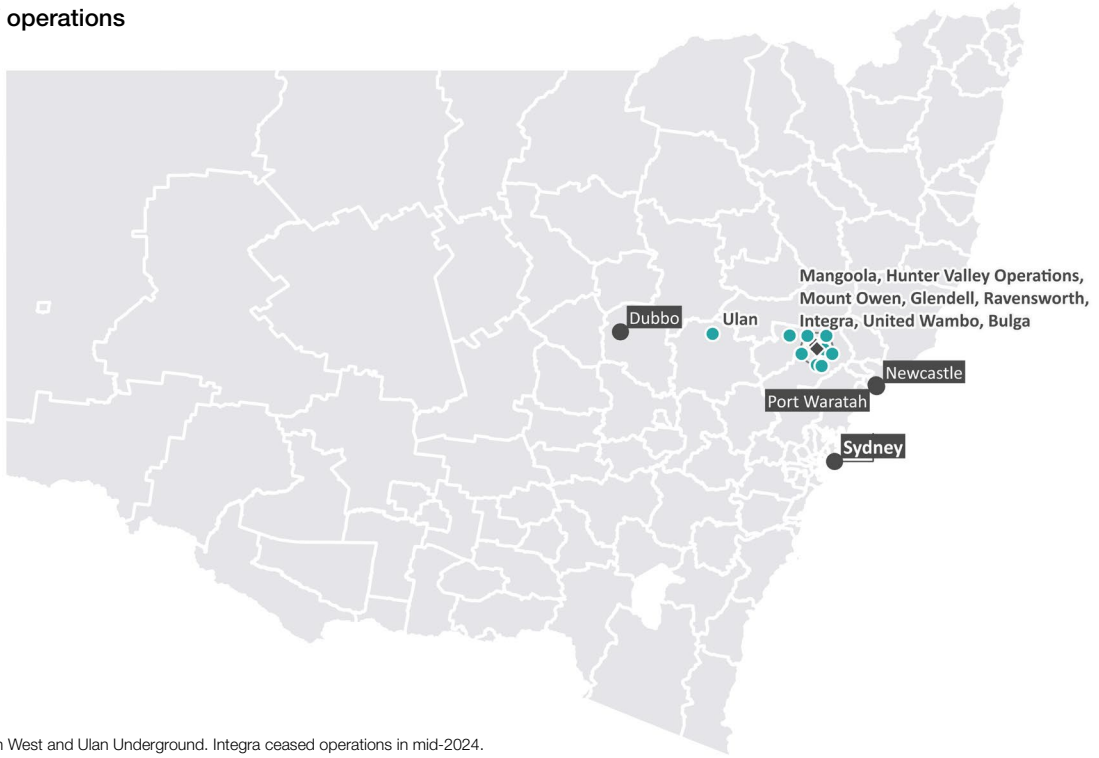 operations
Mangoola, Hunter Valley Operations,
Mount Owen, Glendell, Ravensworth,
Integra, United Wambo, Bulga
Dubbo
Ulan
Newcastle
Port Waratah
Sydney
West and Ulan Underground. Integra ceased operations in mid-2024.